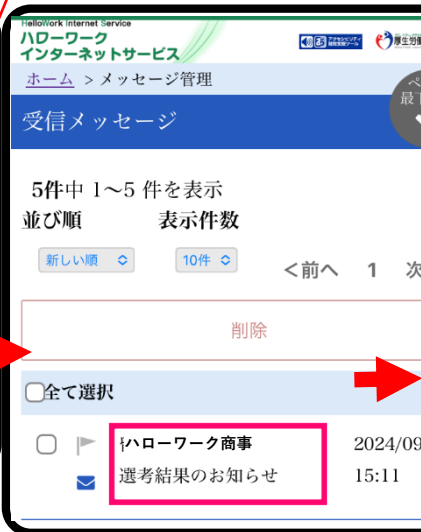 HelloWork Internet Service
ハローワーク
インターネットサービス
ホーム > メッセージ管理
受信メッセージ
5件中 1～5 件を表示
並び順 表示件数
新しい順 10件 <前へ 1 次
削除
全て選択
ハローワーク商事 2024/09
選考結果のお知らせ 15:11